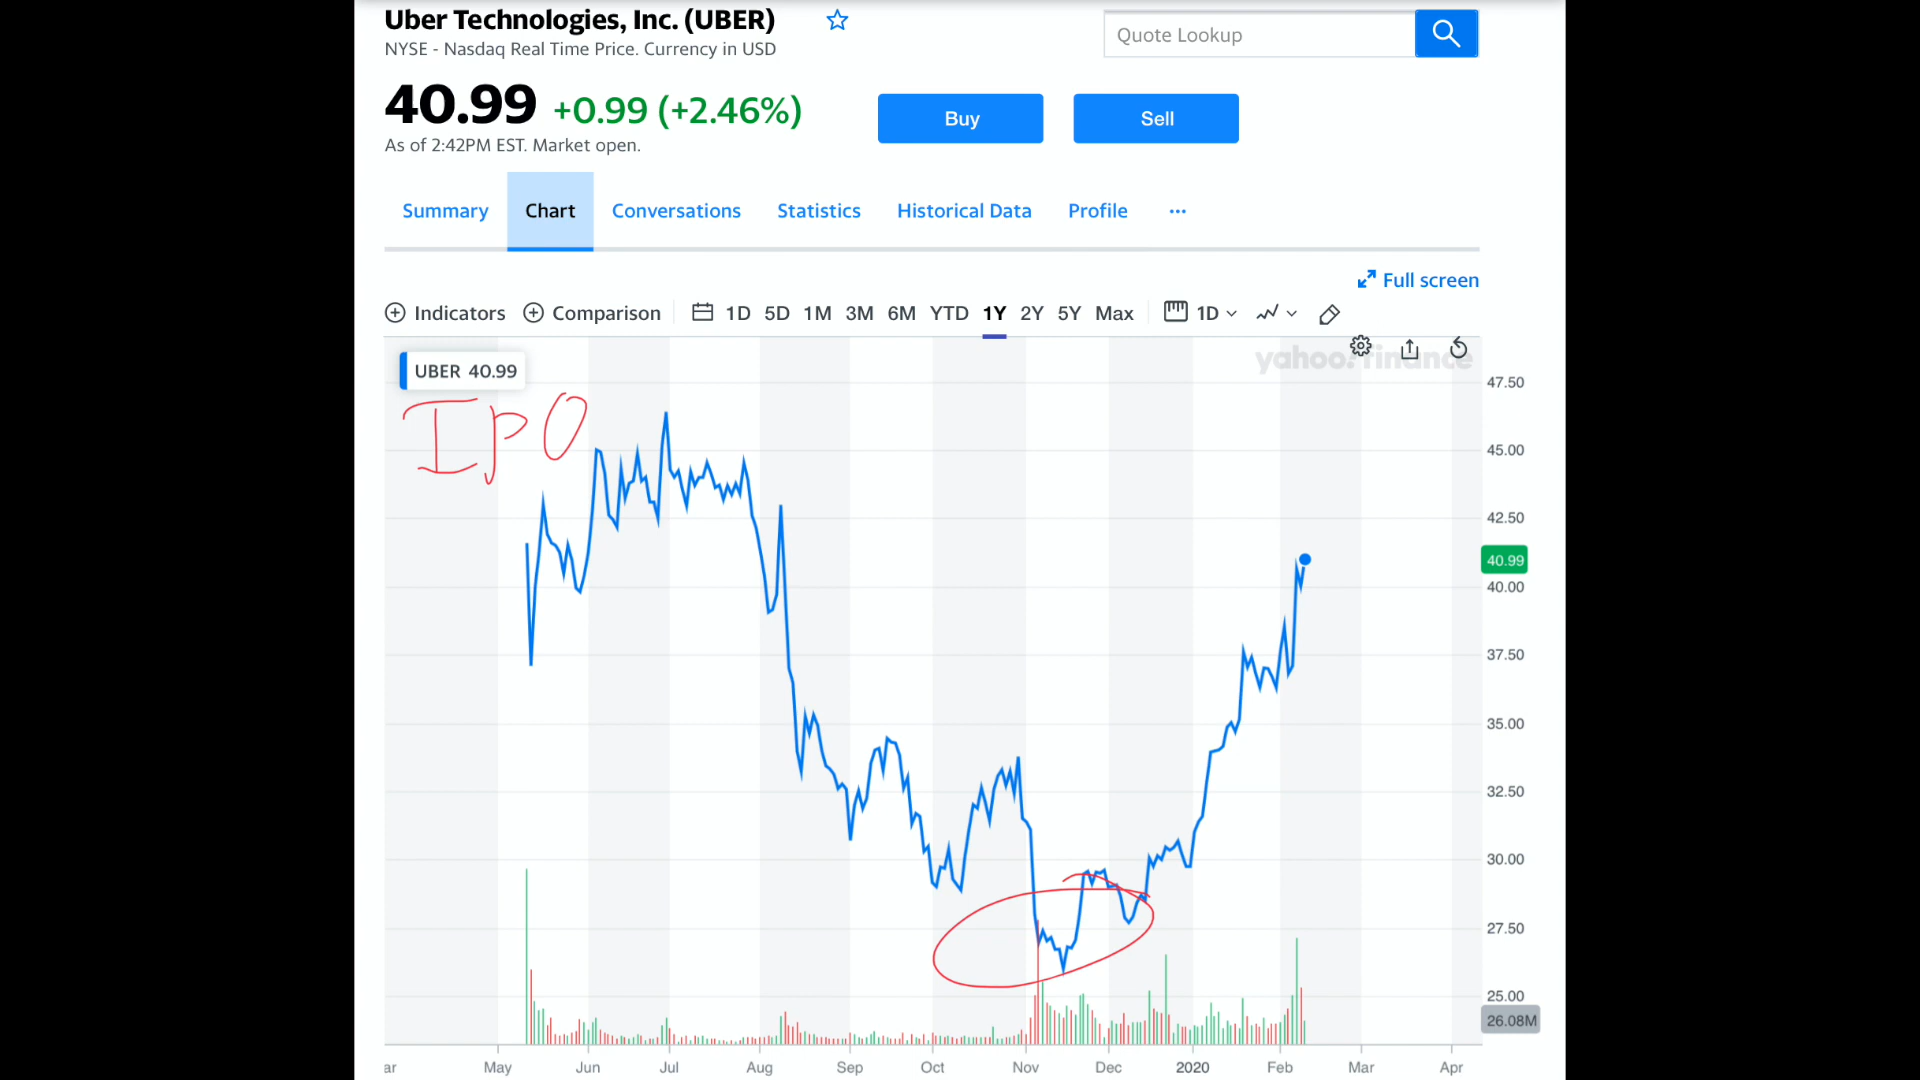 Uber Technologies, Inc. (UBER)
NYSE - Nasdaq Real Time Price. Currency in USD
Quote Lookup
40.99 +0.99 (+2.46%)
As of 2:42PM EST. Market open.
Buy
Sell
Summary Chart Conversations Statistics Historical Data Profile ...
Full screen
Indicators Comparison 1D 5D 1M 3M 6M YTD 1Y 2Y 5Y Max 1D
yahoo! finance
UBER 40.99
IPO
47.50
45.00
42.50
40.99
40.00
37.50
35.00
32.50
30.00
27.50
25.00
26.08M
ar May Jun Jul Aug Sep Oct Nov Dec 2020 Feb Mar Apr